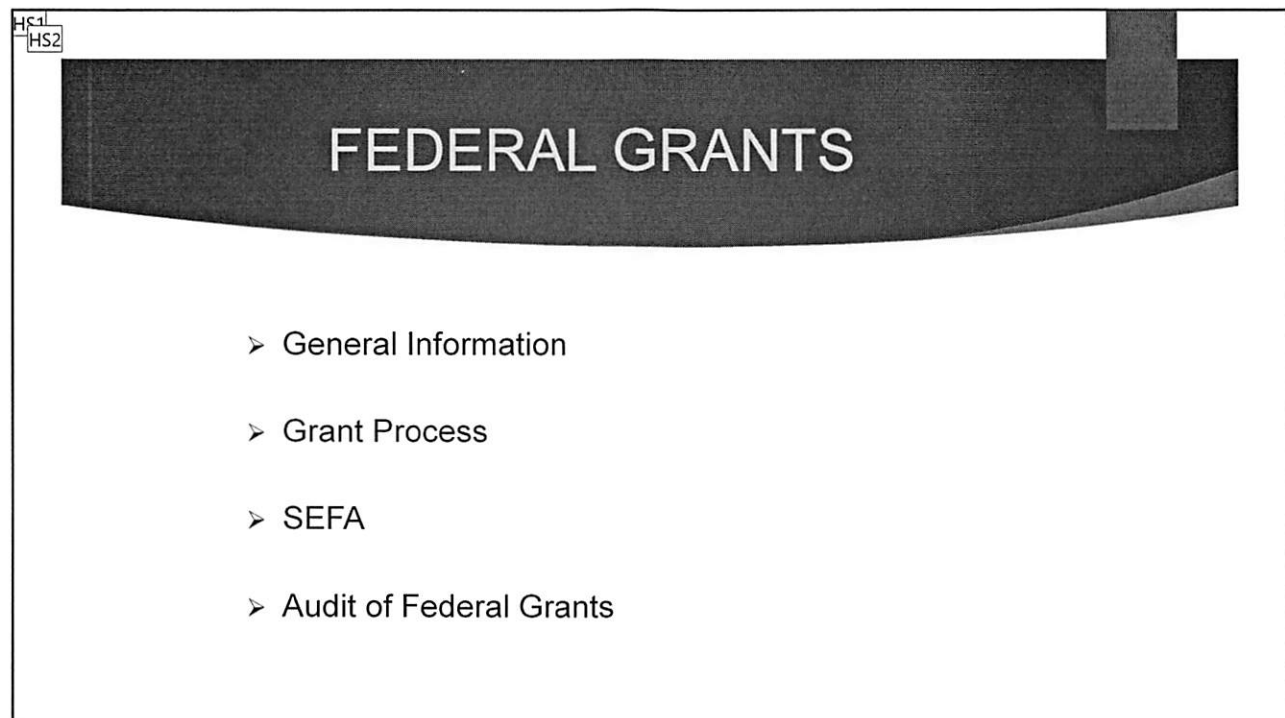 HS1
HS2
FEDERAL GRANTS
➢ General Information
➢ Grant Process
➢ SEFA
➢ Audit of Federal Grants